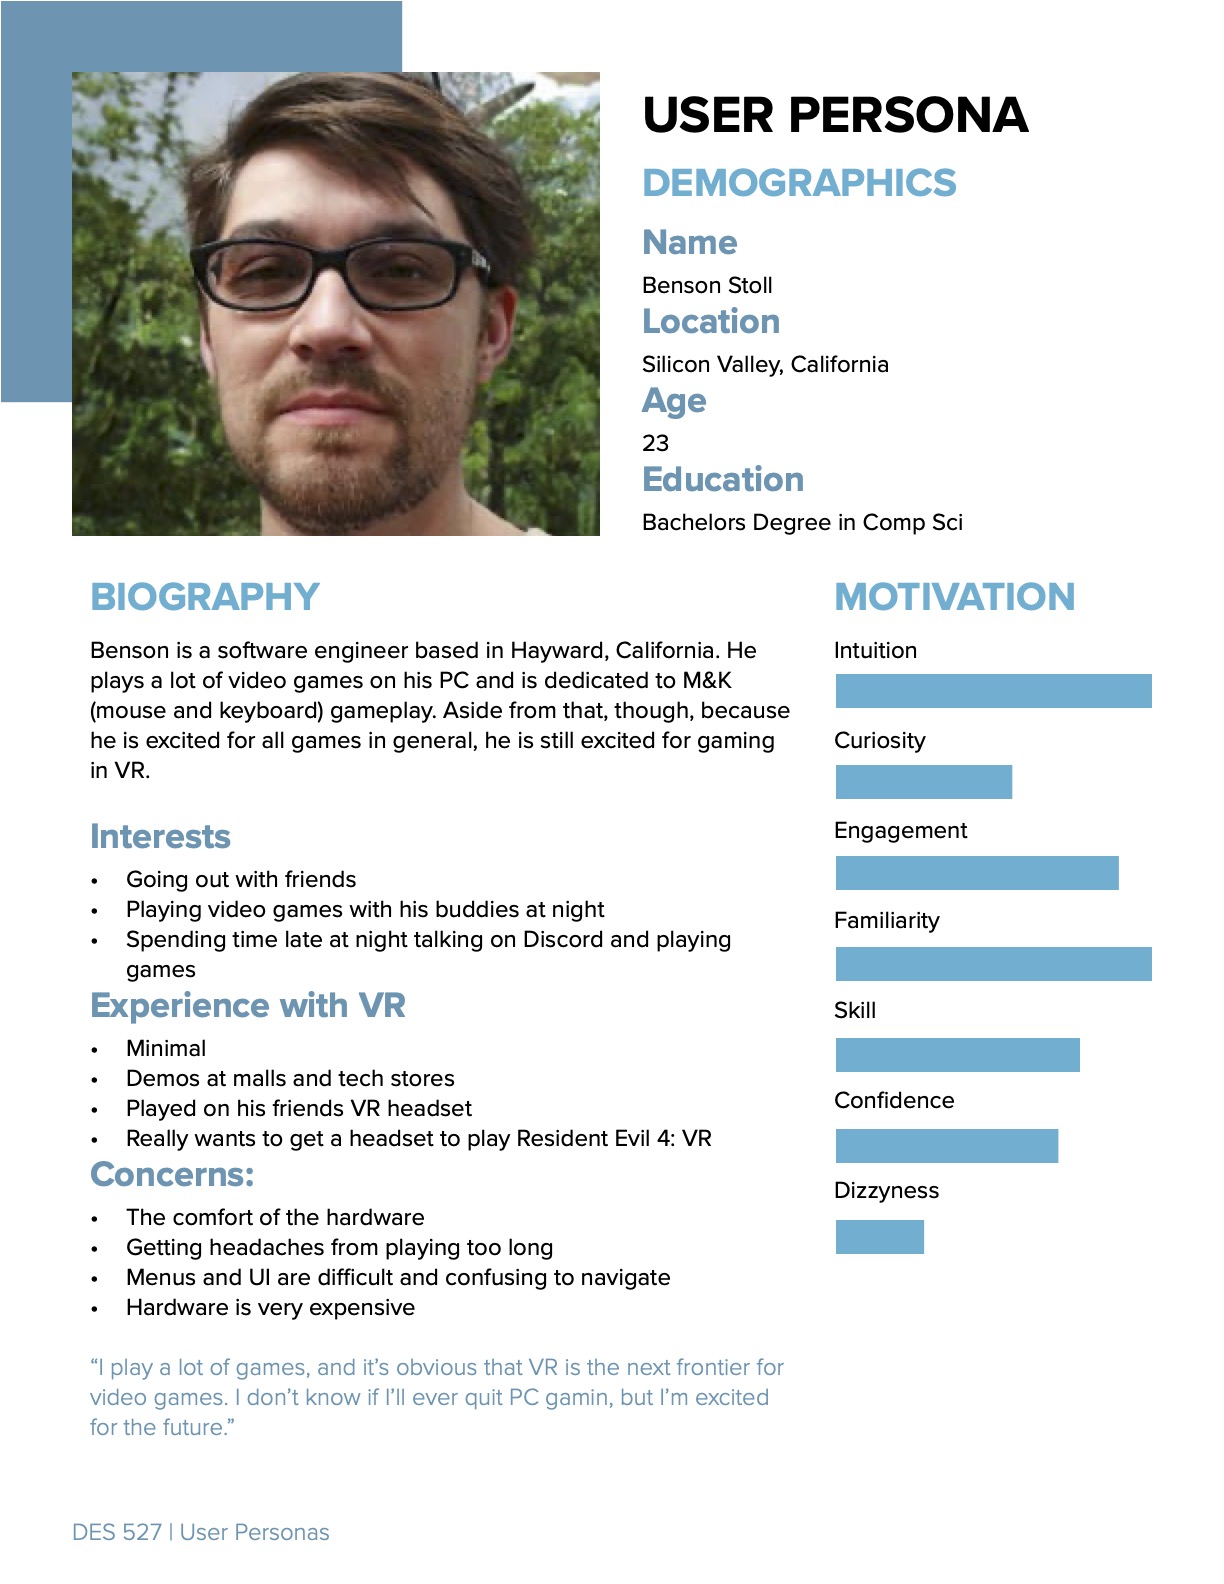 USER PERSONA
DEMOGRAPHICS
Name
Benson Stoll
Location
Silicon Valley, California
Age
23
Education
Bachelors Degree in Comp Sci
BIOGRAPHY
Benson is a software engineer based in Hayward, California. He
plays a lot of video games on his PC and is dedicated to M&K
(mouse and keyboard) gameplay. Aside from that, though, because
he is excited for all games in general, he is still excited for gaming
in VR.
Interests
• Going out with friends
• Playing video games with his buddies at night
• Spending time late at night talking on Discord and playing
games
Experience with VR
• Minimal
• Demos at malls and tech stores
• Played on his friends VR headset
• Really wants to get a headset to play Resident Evil 4: VR
Concerns:
• The comfort of the hardware
• Getting headaches from playing too long
• Menus and UI are difficult and confusing to navigate
• Hardware is very expensive
“I play a lot of games, and it’s obvious that VR is the next frontier for
video games. I don’t know if I’ll ever quit PC gamin, but I’m excited
for the future.”
MOTIVATION
Intuition
Curiosity
Engagement
Familiarity
Skill
Confidence
Dizzyness
DES 527 | User Personas